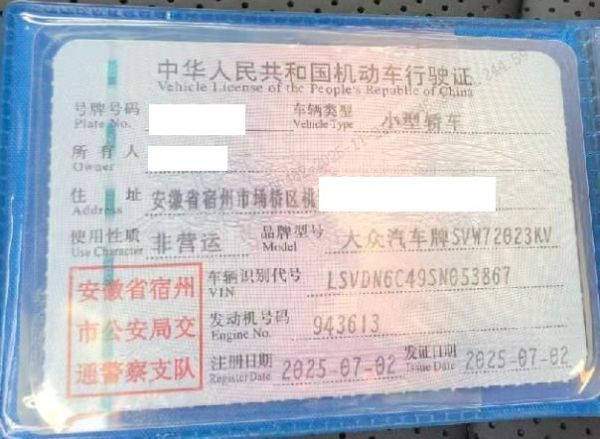 中华人民共和国机动车行驶证
Vehicle License of the People's Republic of China
号牌号码 车辆类型 小型轿车
Plate No. Vehicle Type
所有人
Owner
住址 安徽省宿州市埇桥区桃
Address
使用性质 非营运 品牌型号 大众汽车牌SVW72023KV
Use Character Model
安徽省宿州 车辆识别代号 LSVDN6C49SN053867
VIN
市公安局交 发动机号码 943613
Engine No.
通警察支队 注册日期 2025-07-02 发证日期 2025-07-02
Register Date Issue Date